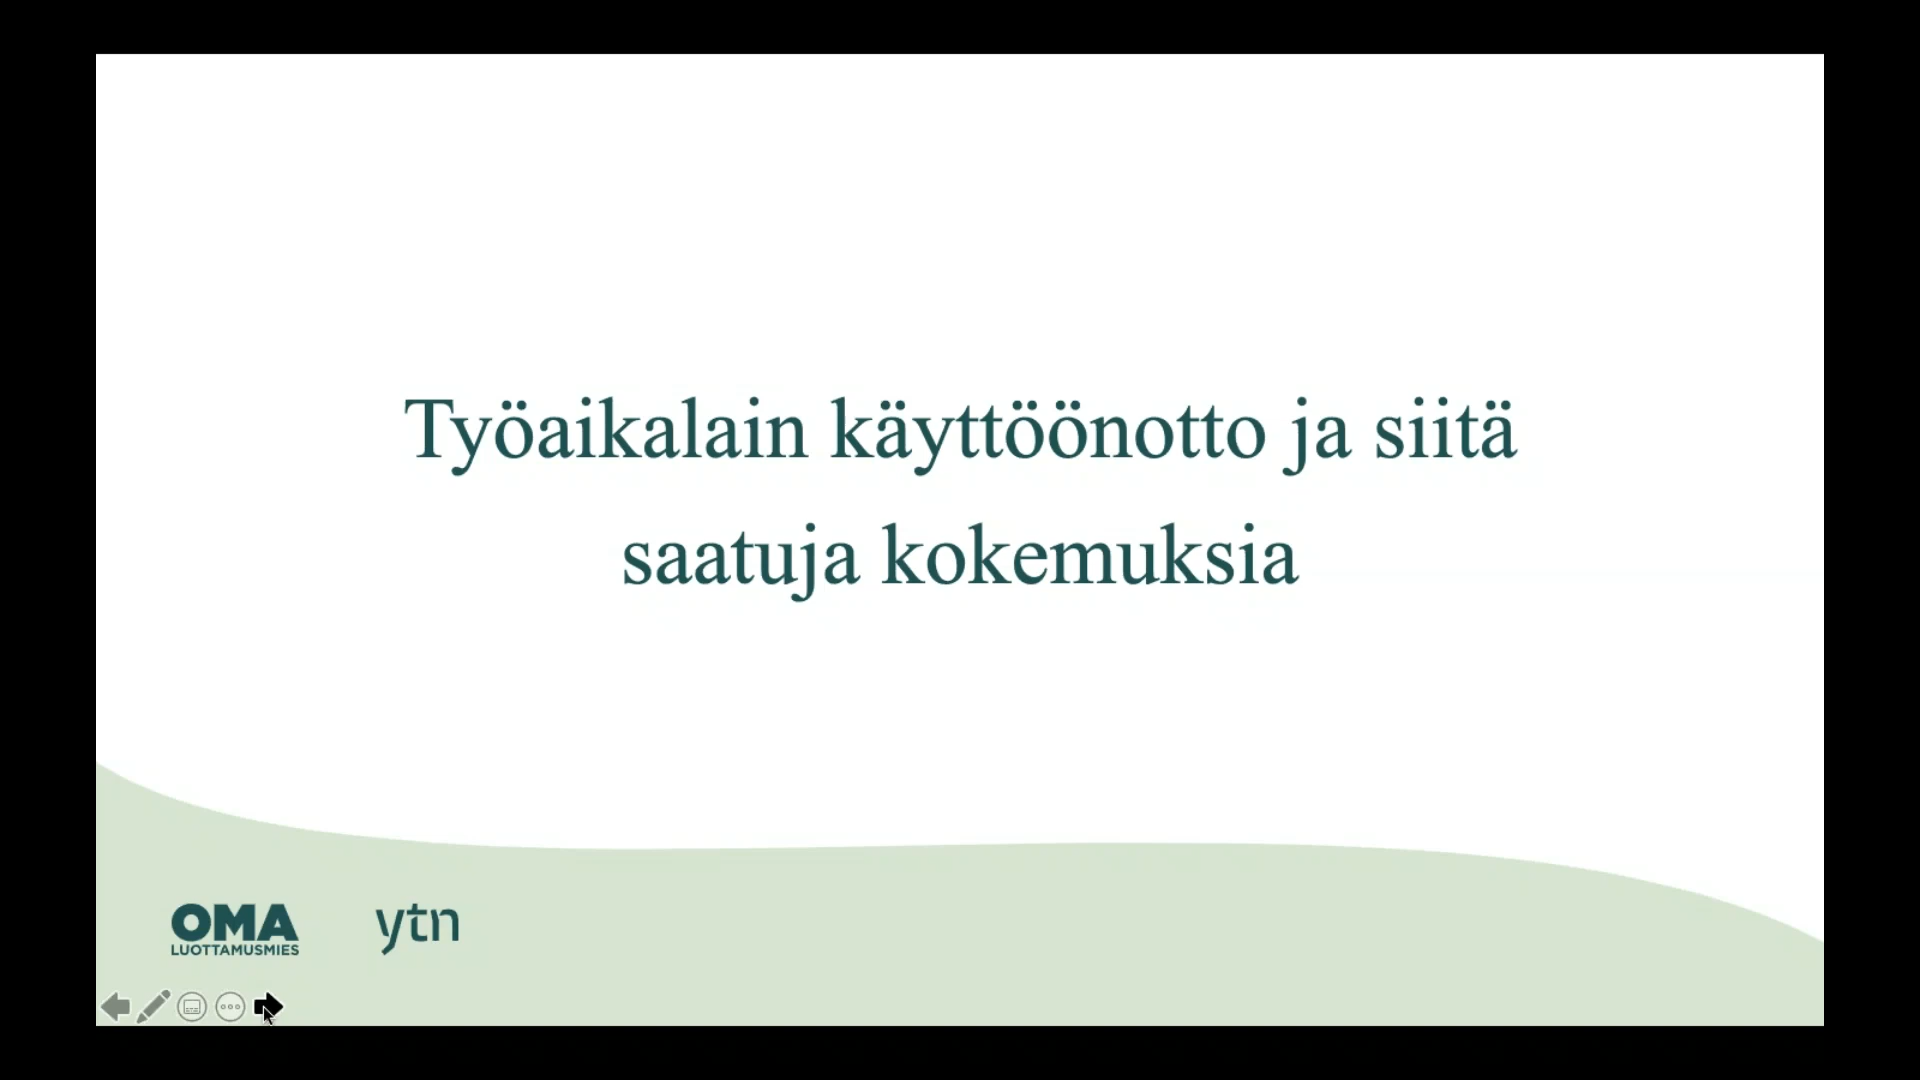 Työaikalain käyttöönotto ja siitä
saatuja kokemuksia
OMA
LUOTTAMUSMIES
ytn